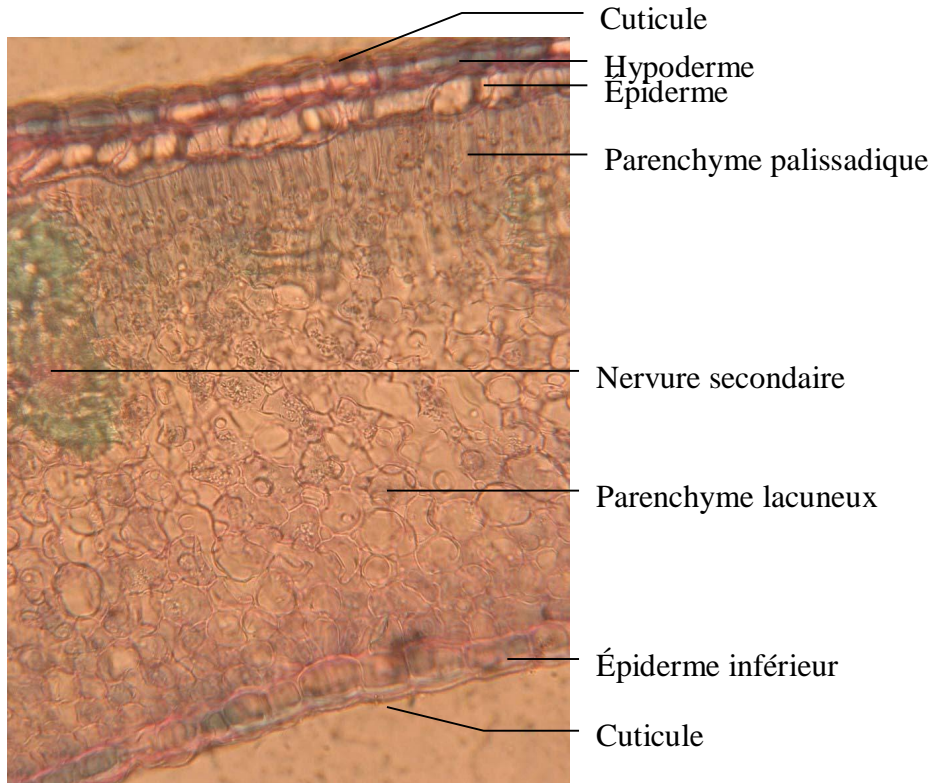 Cuticule
Hypoderme
Épiderme
Parenchyme palissadique
Nervure secondaire
Parenchyme lacuneux
Épiderme inférieur
Cuticule